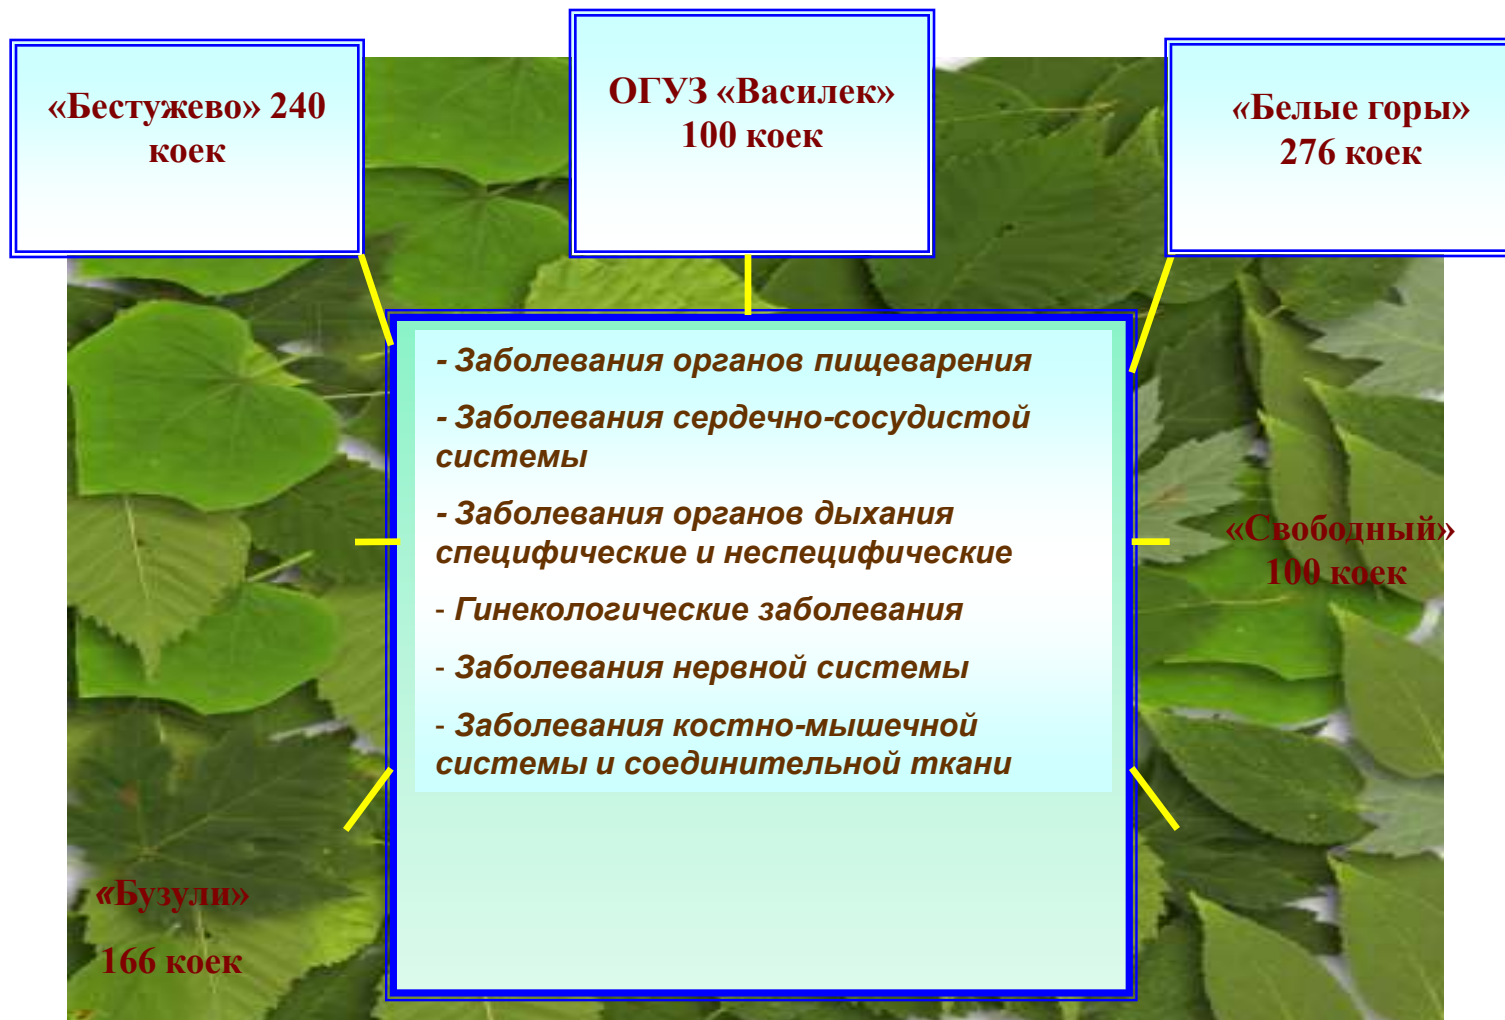 «Бестужево» 240
коек
ОГУЗ «Василек»
100 коек
«Белые горы»
276 коек
- Заболевания органов пищеварения
- Заболевания сердечно-сосудистой
системы
- Заболевания органов дыхания
специфические и неспецифические
- Гинекологические заболевания
- Заболевания нервной системы
- Заболевания костно-мышечной
системы и соединительной ткани
«Свободный»
100 коек
«Бузули»
166 коек